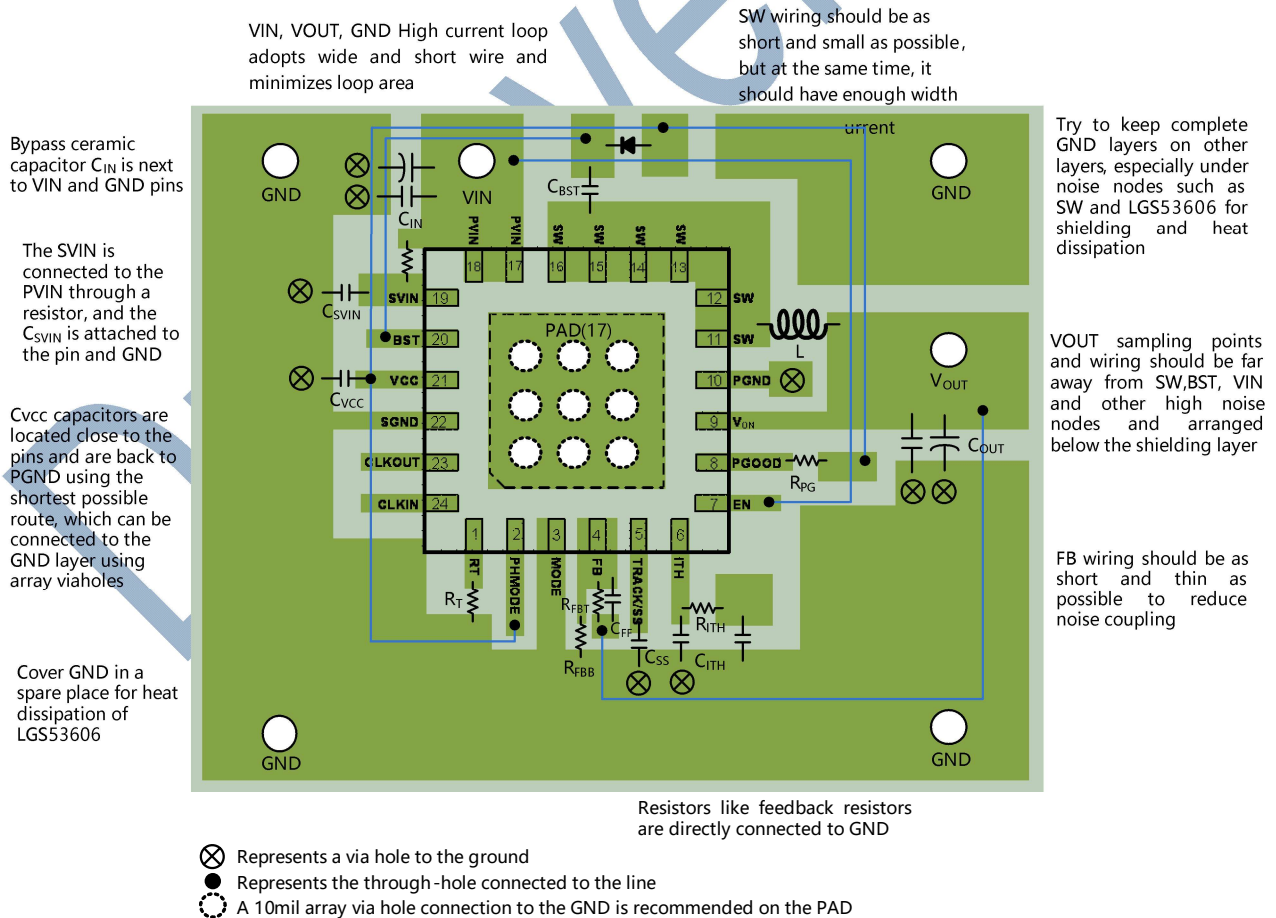 VIN, VOUT, GND High current loop
adopts wide and short wire and
minimizes loop area
SW wiring should be as
short and small as possible,
but at the same time, it
should have enough width
urrent
Bypass ceramic
capacitor CIN is next
to VIN and GND pins
The SVIN is
connected to the
PVIN through a
resistor, and the
CSVIN is attached to
the pin and GND
Cvcc capacitors are
located close to the
pins and are back to
PGND using the
shortest possible
route, which can be
connected to the
GND layer using
array viaholes
Cover GND in a
spare place for heat
dissipation of
LGS53606
GND
VIN
CIN
CBST
GND
PVIN
PVIN
SW
SW
SW
SW
18
17
16
15
14
13
SVIN
19
BST
20
VCC
21
SGND
22
CLKOUT
23
CLKIN
24
CSVIN
CVCC
PAD(17)
12
SW
11
SW
10
PGND
9
VON
8
PGOOD
7
EN
L
VOUT
COUT
RPG
1
2
3
4
5
6
RT
PHMODE
MODE
FB
TRACK/SS
ITH
RT
RFBT
CFF
RFBB
CSS
RITH
CITH
GND
GND
Try to keep complete
GND layers on other
layers, especially under
noise nodes such as
SW and LGS53606 for
shielding and heat
dissipation
VOUT sampling points
and wiring should be far
away from SW,BST, VIN
and other high noise
nodes and arranged
below the shielding layer
FB wiring should be as
short and thin as
possible to reduce
noise coupling
Resistors like feedback resistors
are directly connected to GND
Represents a via hole to the ground
Represents the through-hole connected to the line
A 10mil array via hole connection to the GND is recommended on the PAD